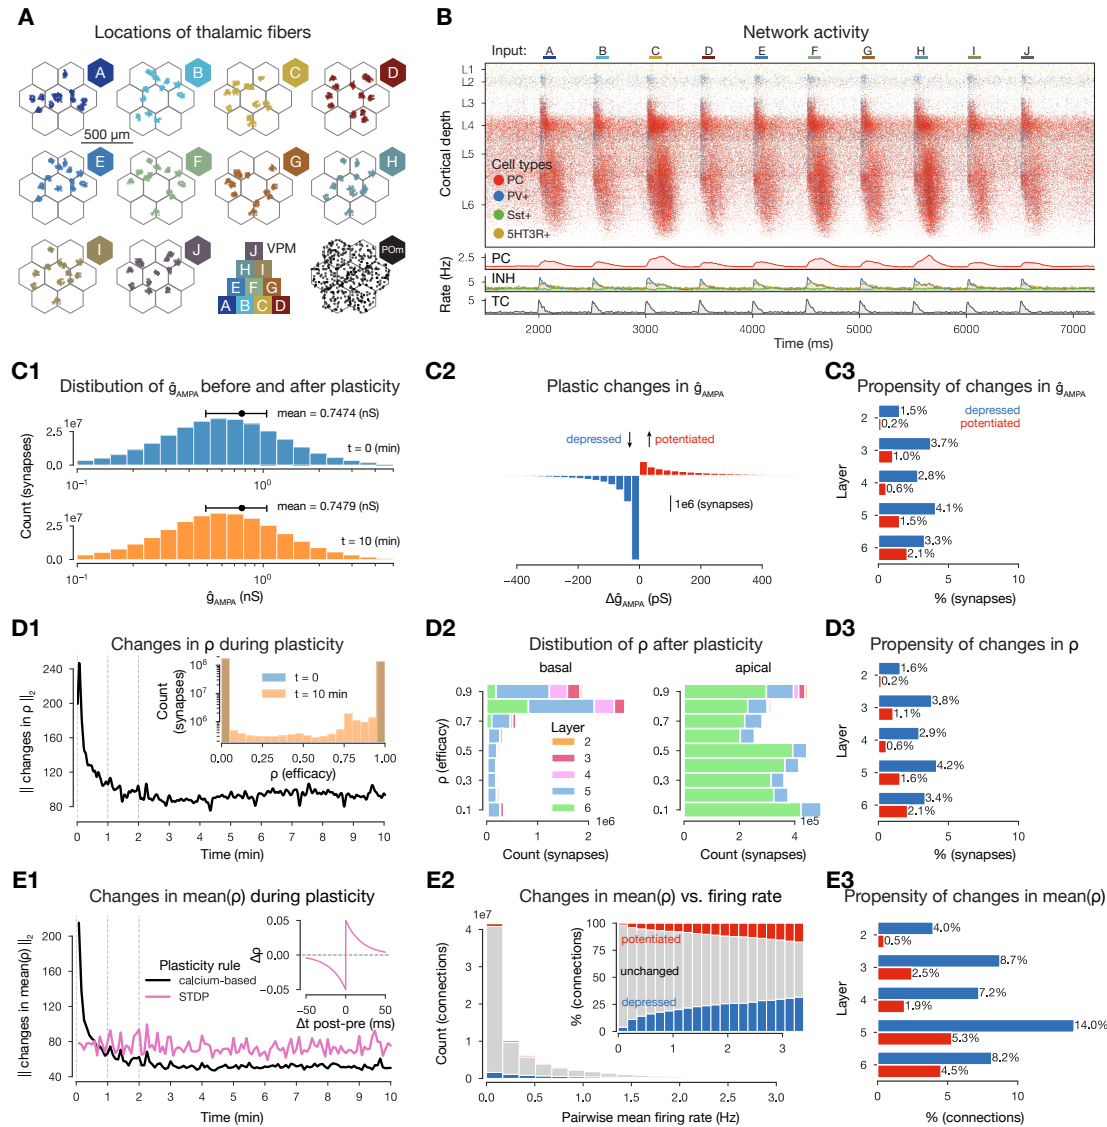 A
Locations of thalamic fibers
A
B
C
D
500 µm
E
F
G
H
I
J
J VPM
H I
E F G
A B C D
POm
B
Network activity
Input: A B C D E F G H I J
L1
L2
L3
L4
L5
L6
Cortical depth
Cell types
PC
PV+
Sst+
5HT3R+
Rate (Hz)
2.5 PC
5 INH
5 TC
2000 3000 4000 5000 6000 7000
Time (ms)
C1
Distibution of ĝAMPA before and after plasticity
mean = 0.7474 (nS)
t = 0 (min)
1e7
2.5
0.0
10⁻¹ 10⁰
Count (synapses)
mean = 0.7479 (nS)
t = 10 (min)
1e7
2.5
0.0
10⁻¹ 10⁰
ĝAMPA (nS)
C2
Plastic changes in ĝAMPA
depressed ↓ ↑ potentiated
1e6 (synapses)
−400 −200 0 200 400
ΔĝAMPA (pS)
C3
Propensity of changes in ĝAMPA
depressed
potentiated
Layer
2 1.5%
0.2%
3 3.7%
1.0%
4 2.8%
0.6%
5 4.1%
1.5%
6 3.3%
2.1%
0 5 10
% (synapses)
D1
Changes in ρ during plasticity
|| changes in ρ ||₂
240
200
160
120
80
0 1 2 3 4 5 6 7 8 9 10
Time (min)
Count
(synapses)
10⁸
10⁶
t = 0
t = 10 min
0.00 0.25 0.50 0.75 1.00
ρ (efficacy)
D2
Distibution of ρ after plasticity
basal
apical
ρ (efficacy)
0.9
0.7
0.5
0.3
0.1
Layer
2
3
4
5
6
0 1 2
1e6
Count (synapses)
0.9
0.7
0.5
0.3
0.1
0 2 4
1e5
Count (synapses)
D3
Propensity of changes in ρ
Layer
2 1.6%
0.2%
3 3.8%
1.1%
4 2.9%
0.6%
5 4.2%
1.6%
6 3.4%
2.1%
0 5 10
% (synapses)
E1
Changes in mean(ρ) during plasticity
|| changes in mean(ρ) ||₂
200
160
120
80
40
0 1 2 3 4 5 6 7 8 9 10
Time (min)
Plasticity rule
calcium-based
STDP
Δρ
0.05
0.00
−0.05
−50 0 50
Δt post-pre (ms)
E2
Changes in mean(ρ) vs. firing rate
1e7
Count (connections)
4
3
2
1
0
0.0 0.5 1.0 1.5 2.0 2.5 3.0 3.5
Pairwise mean firing rate (Hz)
% (connections)
100
75
50
25
0
potentiated
unchanged
depressed
0 1 2 3
E3
Propensity of changes in mean(ρ)
Layer
2 4.0%
0.5%
3 8.7%
2.5%
4 7.2%
1.9%
5 14.0%
5.3%
6 8.2%
4.5%
0 10
% (connections)